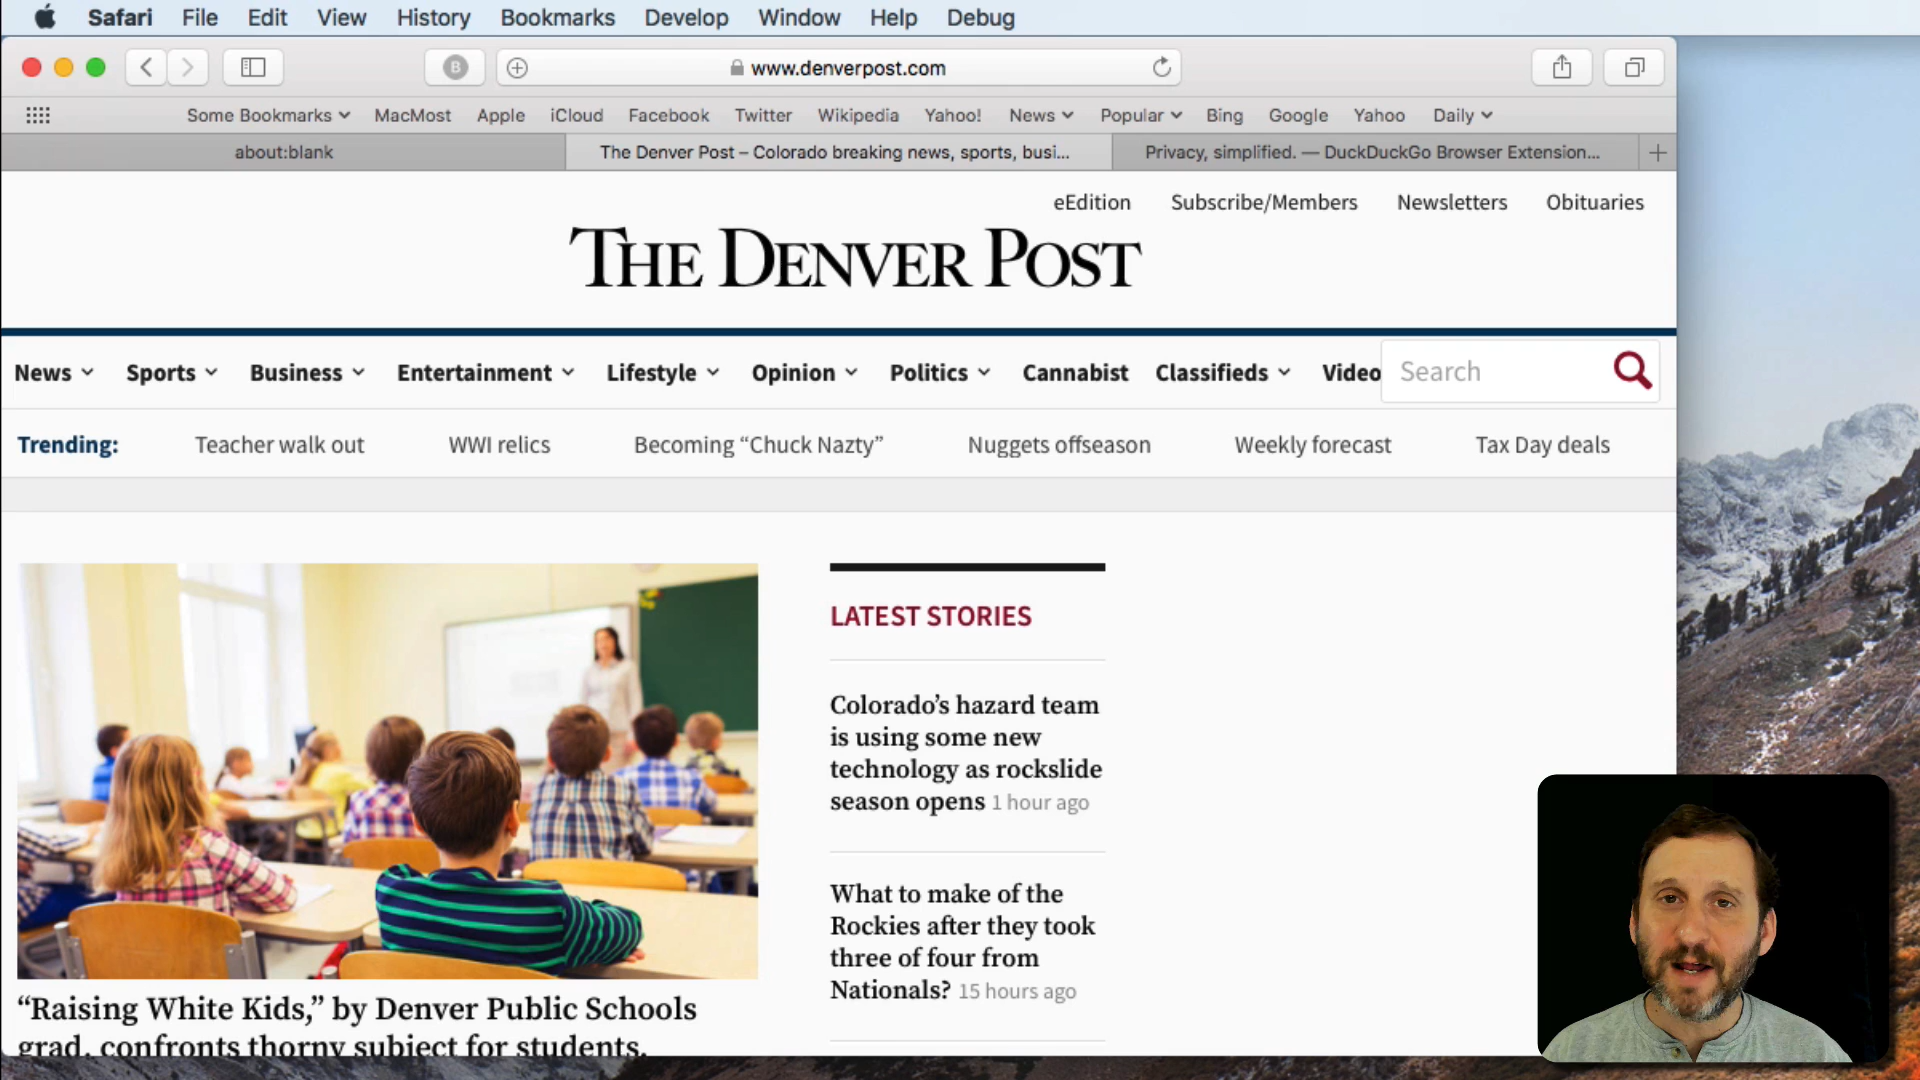 Safari File Edit View History Bookmarks Develop Window Help Debug
B www.denverpost.com
Some Bookmarks MacMost Apple iCloud Facebook Twitter Wikipedia Yahoo! News Popular Bing Google Yahoo Daily
about:blank The Denver Post – Colorado breaking news, sports, busi... Privacy, simplified. — DuckDuckGo Browser Extension...
eEdition Subscribe/Members Newsletters Obituaries
THE DENVER POST
News Sports Business Entertainment Lifestyle Opinion Politics Cannabist Classifieds Video Search
Trending: Teacher walk out WWI relics Becoming “Chuck Nazty” Nuggets offseason Weekly forecast Tax Day deals
LATEST STORIES
Colorado’s hazard team
is using some new
technology as rockslide
season opens 1 hour ago
What to make of the
Rockies after they took
three of four from
Nationals? 15 hours ago
“Raising White Kids,” by Denver Public Schools
grad, confronts thorny subject for students,